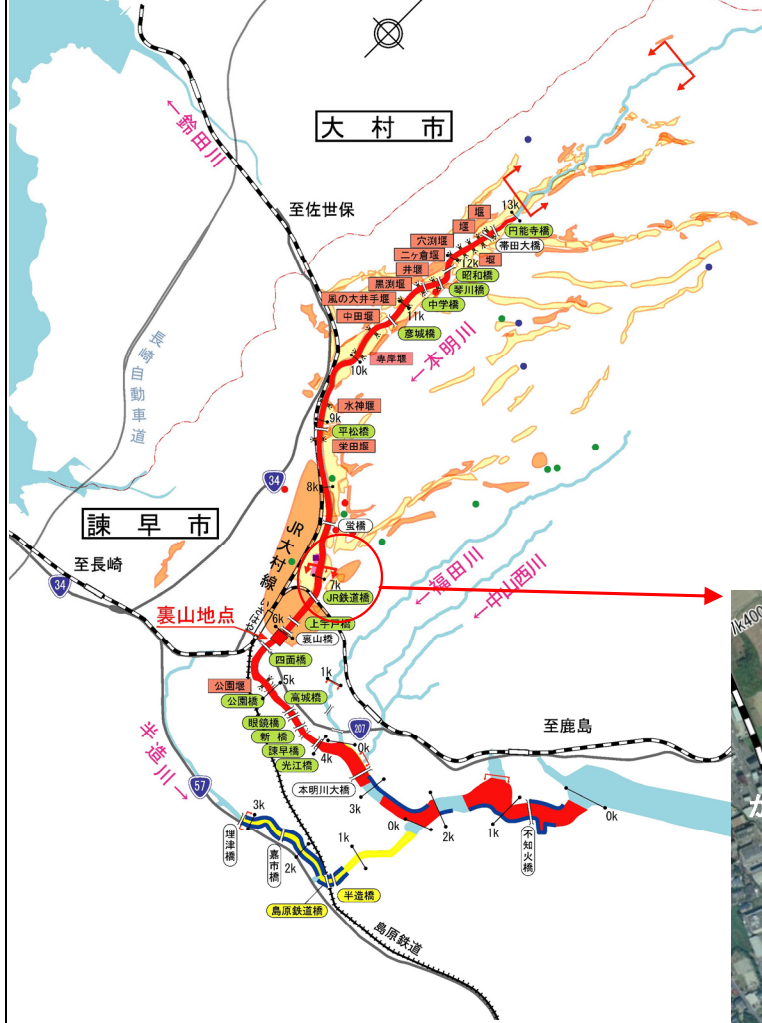 大村市
←鈴田川
至佐世保
13k
堰
堰
円能寺橋
穴渕堰
帯田大橋
二ヶ倉堰
堰
12k
井堰
昭和橋
黒渕堰
琴川橋
風の大井手堰
中学橋
11k
中田堰
彦城橋
長崎自動車道
←本明川
専岸堰
10k
水神堰
9k
平松橋
栄田堰
34
8k
諫早市
JR大村線
蛍橋
至長崎
34
7k
←福田川
←中山西川
JR鉄道橋
裏山地点
いさはや
6k
上宇戸橋
裏山橋
四面橋
1k
公園堰
5k
公園橋
高城橋
眼鏡橋
207
至鹿島
新橋
0k
諫早橋
4k
光江橋
半造川→
57
本明川大橋
3k
3k
0k
2k
1k
0k
不知火橋
埋津橋
嘉市橋
2k
1k
半造橋
島原鉄道橋
島原鉄道
1k400
か